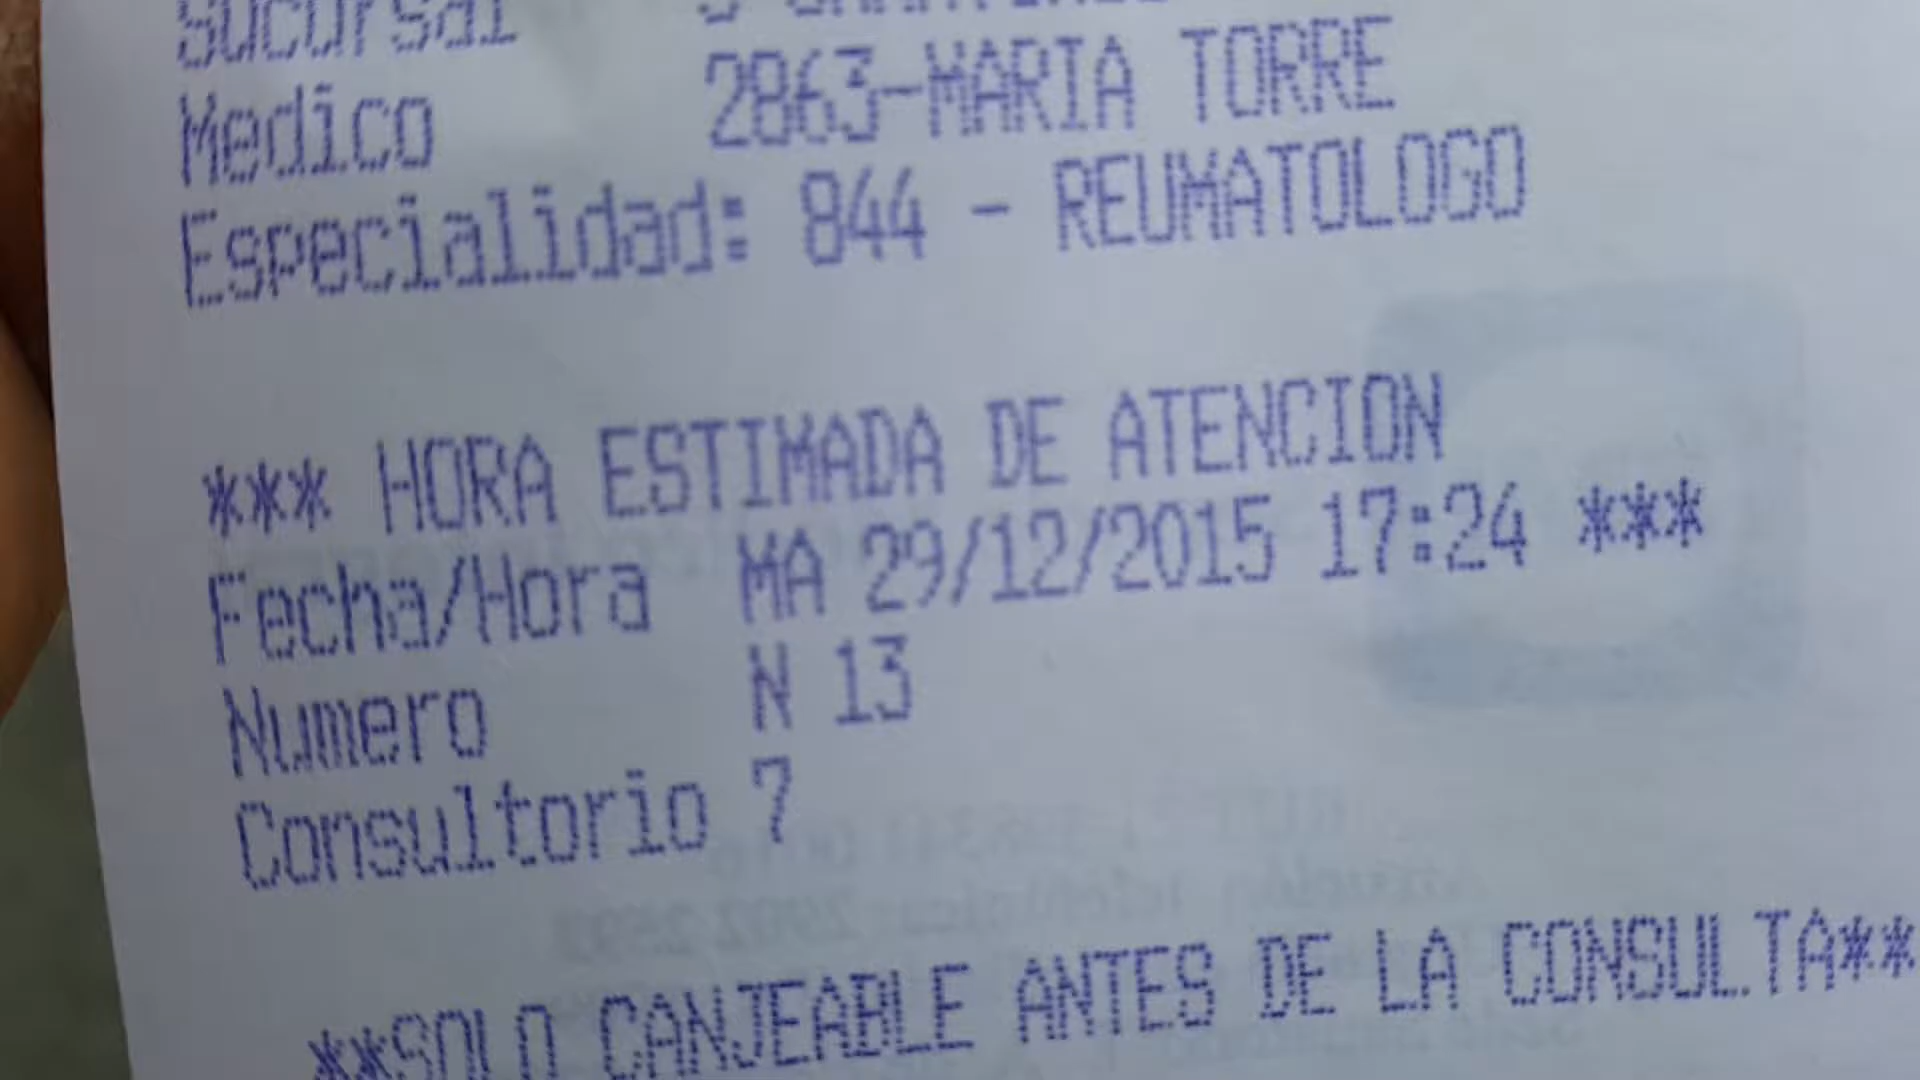 Sucursal
Medico 2863-MARIA TORRE
Especialidad: 844 - REUMATOLOGO
*** HORA ESTIMADA DE ATENCION
Fecha/Hora MA 29/12/2015 17:24 ***
Numero N 13
Consultorio 7
**SOLO CANJEABLE ANTES DE LA CONSULTA**